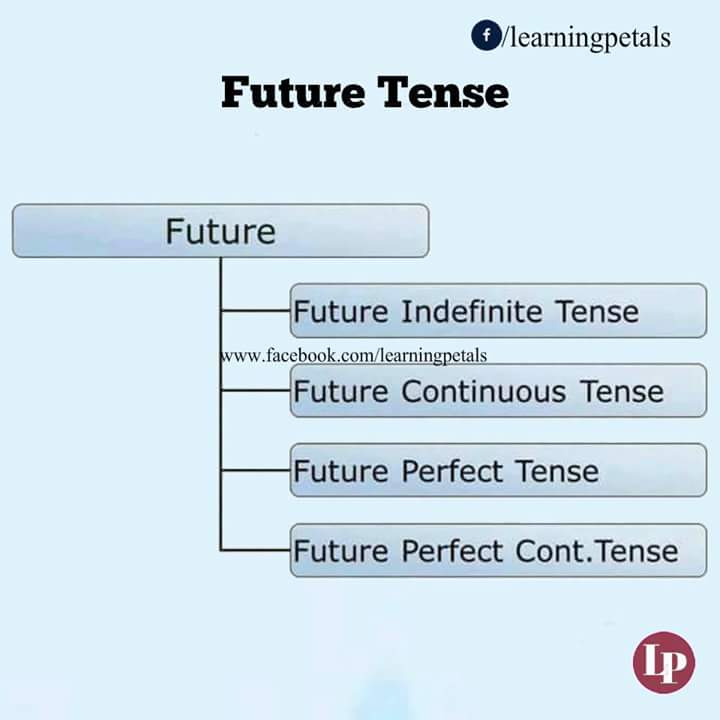 /learningpetals
Future Tense
Future
Future Indefinite Tense
www.facebook.com/learningpetals
Future Continuous Tense
Future Perfect Tense
Future Perfect Cont.Tense
LP